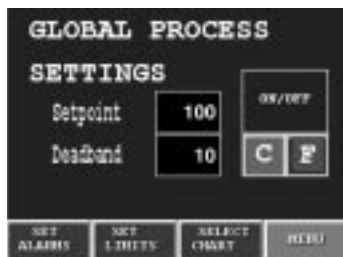 GLOBAL PROCESS
SETTINGS
ON/OFF
Setpoint 100
Deadband 10
C F
SET ALARMS
SET LIMITS
SELECT CHART
MENU